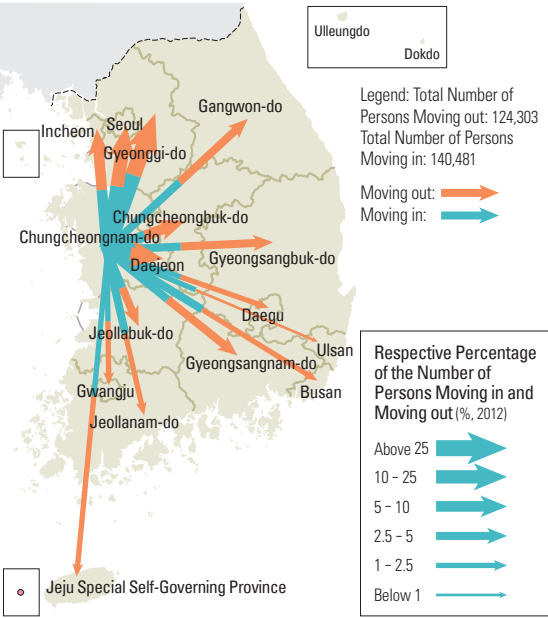 Ulleungdo
Dokdo
Legend: Total Number of
Persons Moving out: 124,303
Total Number of Persons
Moving in: 140,481
Moving out:
Moving in:
Gangwon-do
Incheon
Seoul
Gyeonggi-do
Chungcheongbuk-do
Chungcheongnam-do
Daejeon
Gyeongsangbuk-do
Daegu
Jeollabuk-do
Ulsan
Gyeongsangnam-do
Busan
Gwangju
Jeollanam-do
Jeju Special Self-Governing Province
Respective Percentage
of the Number of
Persons Moving in and
Moving out (%, 2012)
Above 25
10 – 25
5 – 10
2.5 – 5
1 – 2.5
Below 1